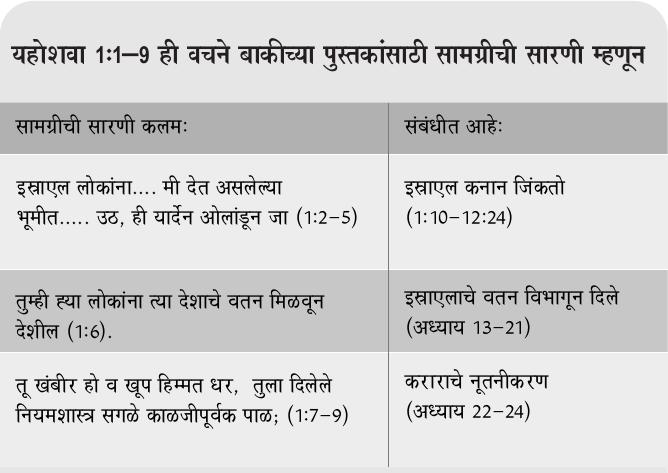 यहोशवा 1:1–9 ही वचने बाकीच्या पुस्तकांसाठी सामग्रीची सारणी म्हणून
सामग्रीची सारणी कलम:
संबंधीत आहे:
इस्राएल लोकांना.... मी देत असलेल्या
भूमीत..... उठ, ही यार्देन ओलांडून जा (1:2-5)
इस्राएल कनान जिंकतो
(1:10-12:24)
तुम्ही ह्या लोकांना त्या देशाचे वतन मिळवून
देशील (1:6).
इस्राएलाचे वतन विभागून दिले
(अध्याय 13-21)
तू खंबीर हो व खूप हिम्मत धर, तुला दिलेले
नियमशास्त्र सगळे काळजीपूर्वक पाळ; (1:7-9)
कराराचे नूतनीकरण
(अध्याय 22-24)